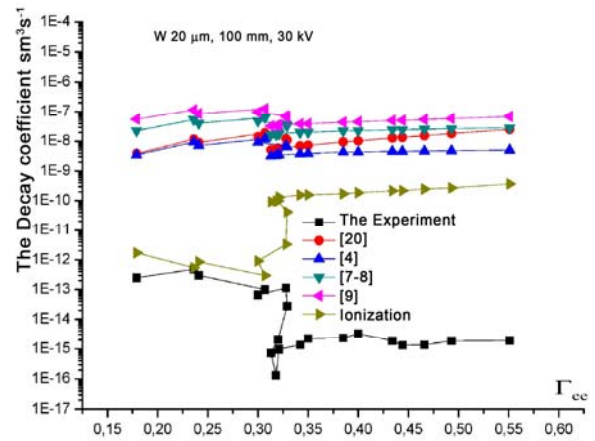 1E-4
W 20 μm, 100 mm, 30 kV
1E-5
1E-6
1E-7
1E-8
1E-9
1E-10
1E-11
1E-12
1E-13
1E-14
1E-15
1E-16
1E-17
The Decay coefficient sm³s⁻¹
The Experiment
[20]
[4]
[7-8]
[9]
Ionization
Γcc
0,15 0,20 0,25 0,30 0,35 0,40 0,45 0,50 0,55 0,60